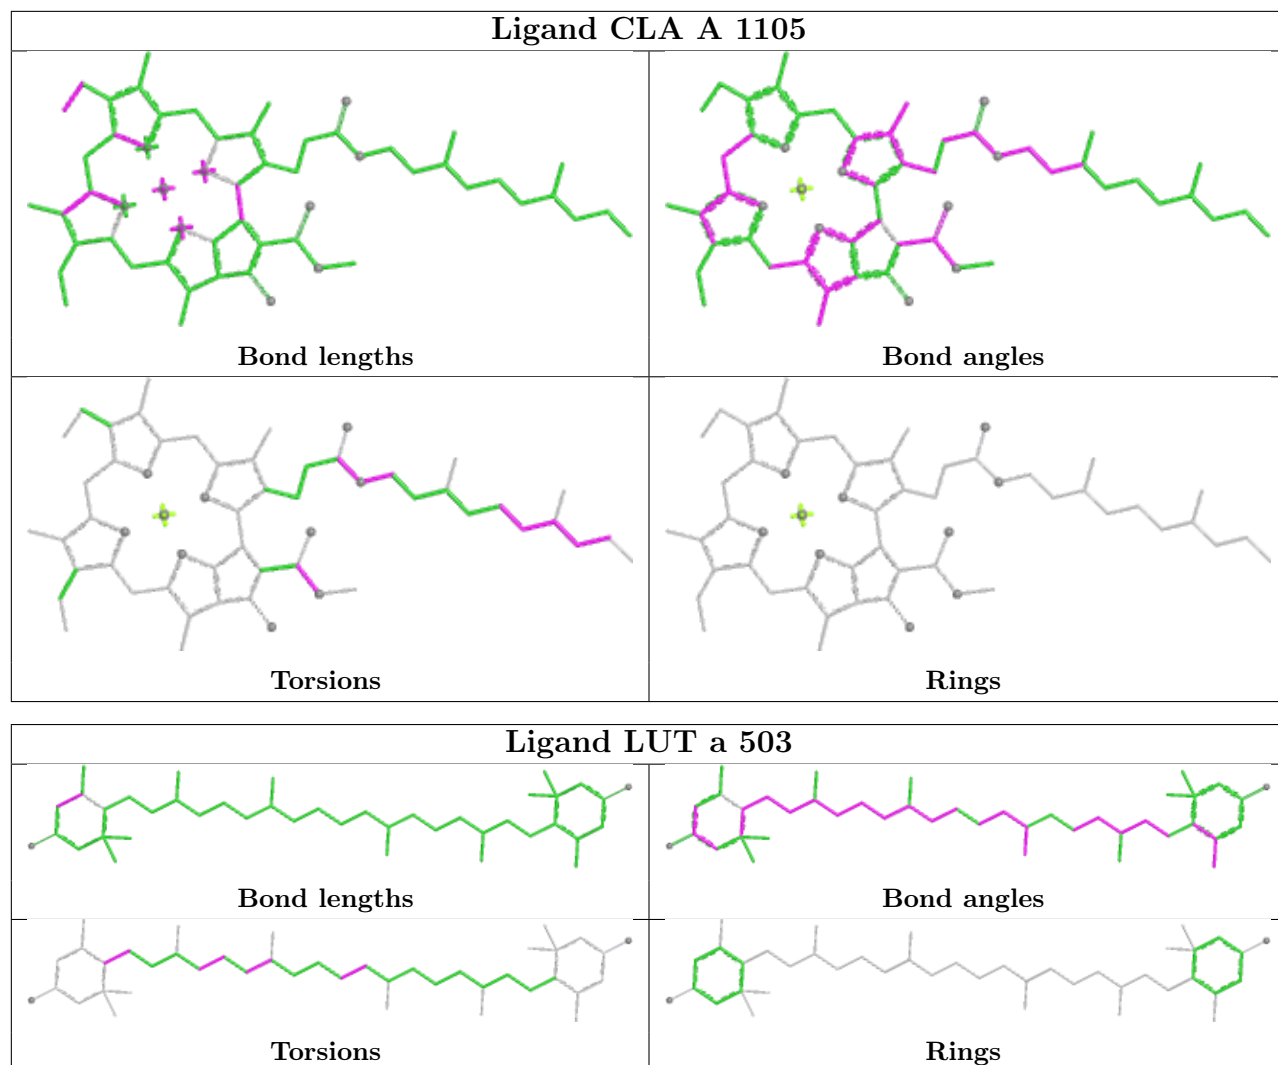 Ligand CLA A 1105
Bond lengths
Bond angles
Torsions
Rings
Ligand LUT a 503
Bond lengths
Bond angles
Torsions
Rings